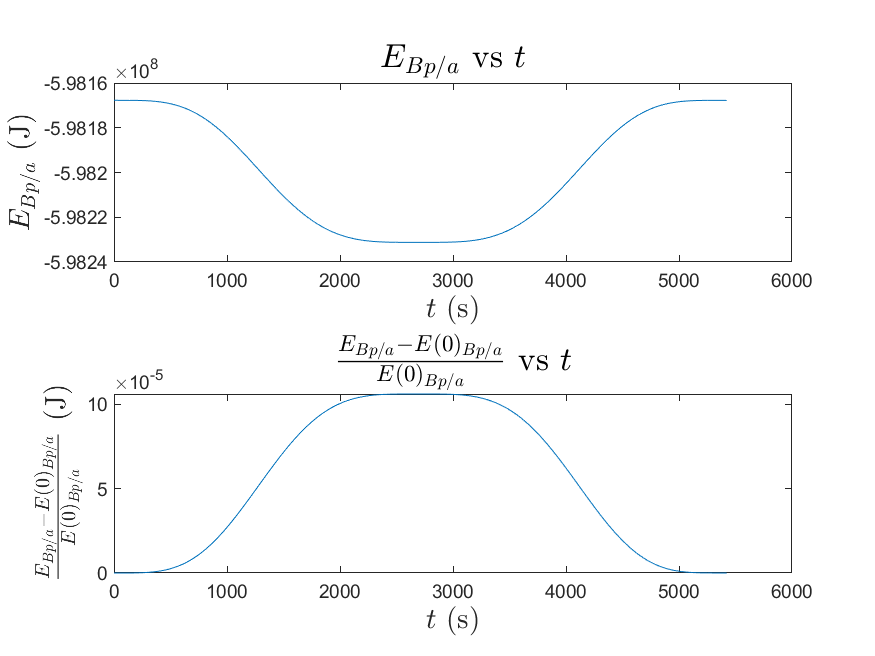 E_{Bp/a} vs t
×10^8
-5.9816
-5.9818
-5.982
-5.9822
-5.9824
E_{Bp/a} (J)
0 1000 2000 3000 4000 5000 6000
t (s)
\frac{E_{Bp/a}-E(0)_{Bp/a}}{E(0)_{Bp/a}} vs t
×10^{-5}
10
5
0
\frac{E_{Bp/a}-E(0)_{Bp/a}}{E(0)_{Bp/a}} (J)
0 1000 2000 3000 4000 5000 6000
t (s)